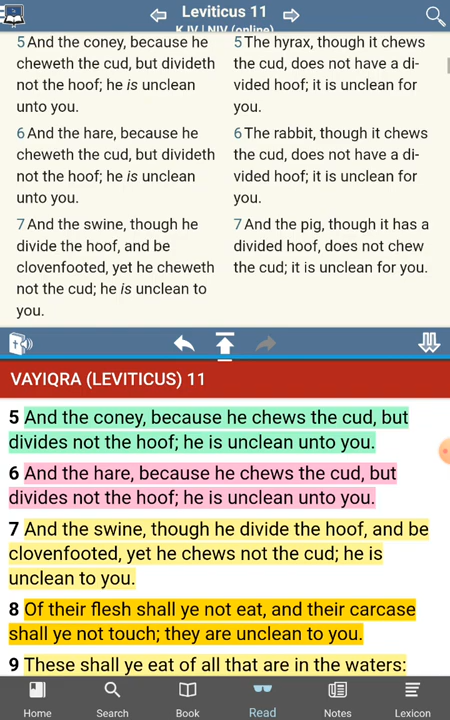 Leviticus 11
KJV | NIV (online)
5 And the coney, because he
cheweth the cud, but divideth
not the hoof; he is unclean
unto you.
6 And the hare, because he
cheweth the cud, but divideth
not the hoof; he is unclean
unto you.
7 And the swine, though he
divide the hoof, and be
clovenfooted, yet he cheweth
not the cud; he is unclean to
you.
5 The hyrax, though it chews
the cud, does not have a di-
vided hoof; it is unclean for
you.
6 The rabbit, though it chews
the cud, does not have a di-
vided hoof; it is unclean for
you.
7 And the pig, though it has a
divided hoof, does not chew
the cud; it is unclean for you.
VAYIQRA (LEVITICUS) 11
5 And the coney, because he chews the cud, but
divides not the hoof; he is unclean unto you.
6 And the hare, because he chews the cud, but
divides not the hoof; he is unclean unto you.
7 And the swine, though he divide the hoof, and be
clovenfooted, yet he chews not the cud; he is
unclean to you.
8 Of their flesh shall ye not eat, and their carcase
shall ye not touch; they are unclean to you.
9 These shall ye eat of all that are in the waters:
Home Search Book Read Notes Lexicon